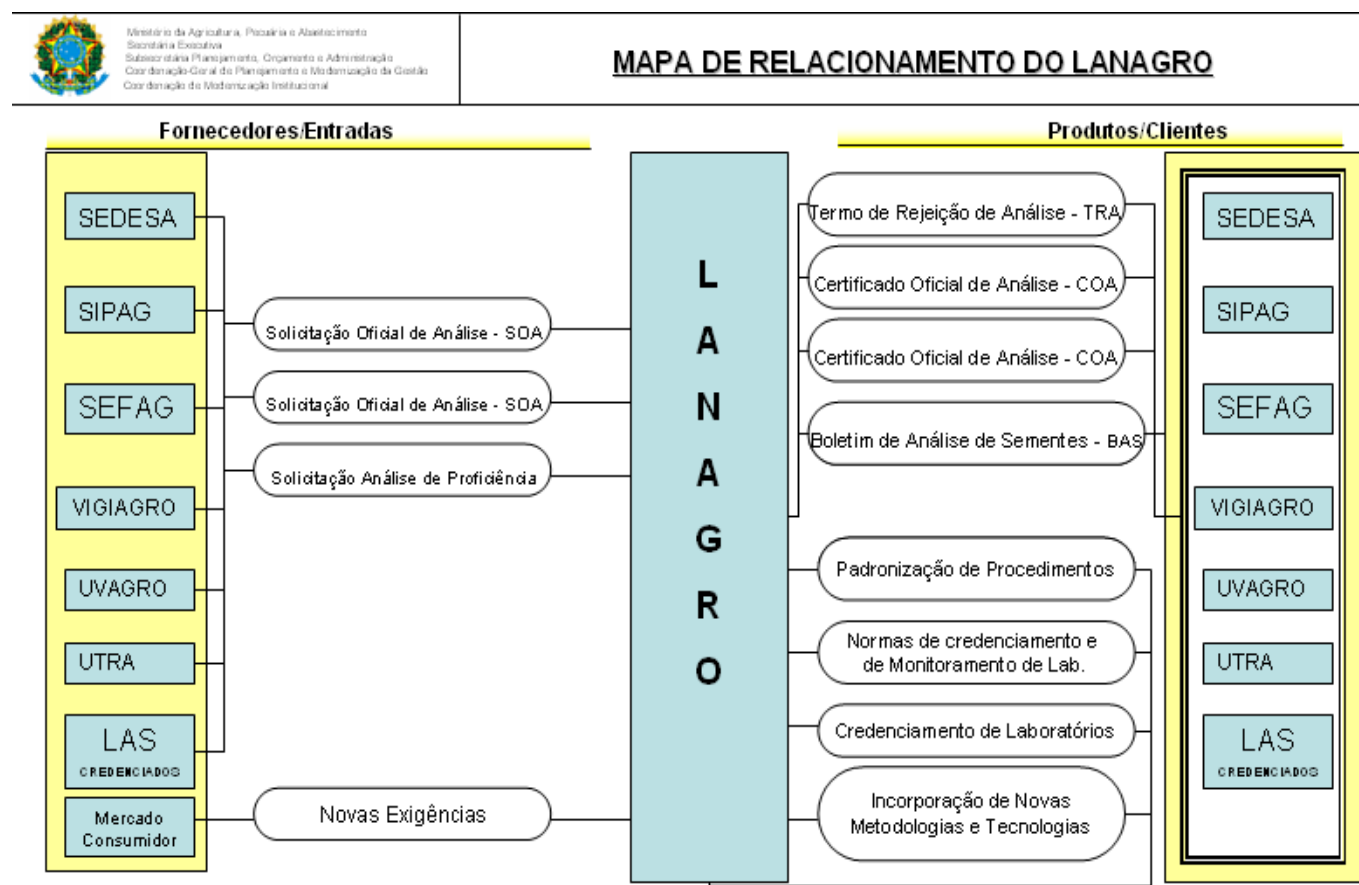 Ministério da Agricultura, Pecuária e Abastecimento
Secretária Executiva
Subsecretária Planejamento, Orçamento e Administração
Coordenação-Geral de Planejamento e Modernização da Gestão
Coordenação de Modernização Institucional
MAPA DE RELACIONAMENTO DO LANAGRO
Fornecedores/Entradas
Produtos/Clientes
SEDESA
SIPAG
SEFAG
VIGIAGRO
UVAGRO
UTRA
LAS
CREDENCIADOS
Mercado
Consumidor
Solicitação Oficial de Análise - SOA
Solicitação Oficial de Análise - SOA
Solicitação Análise de Proficiência
Novas Exigências
L
A
N
A
G
R
O
Termo de Rejeição de Análise - TRA
Certificado Oficial de Análise - COA
Certificado Oficial de Análise - COA
Boletim de Análise de Sementes - BAS
Padronização de Procedimentos
Normas de credenciamento e
de Monitoramento de Lab.
Credenciamento de Laboratórios
Incorporação de Novas
Metodologias e Tecnologias
SEDESA
SIPAG
SEFAG
VIGIAGRO
UVAGRO
UTRA
LAS
CREDENCIADOS